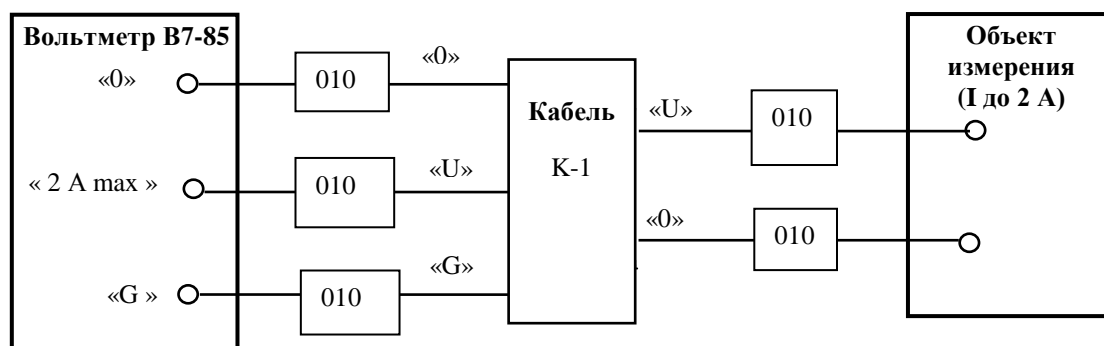 Вольтметр В7-85
«0»
« 2 А max »
«G »
010
010
010
«0»
«U»
«G»
Кабель
К-1
«U»
«0»
010
010
Объект
измерения
(I до 2 А)